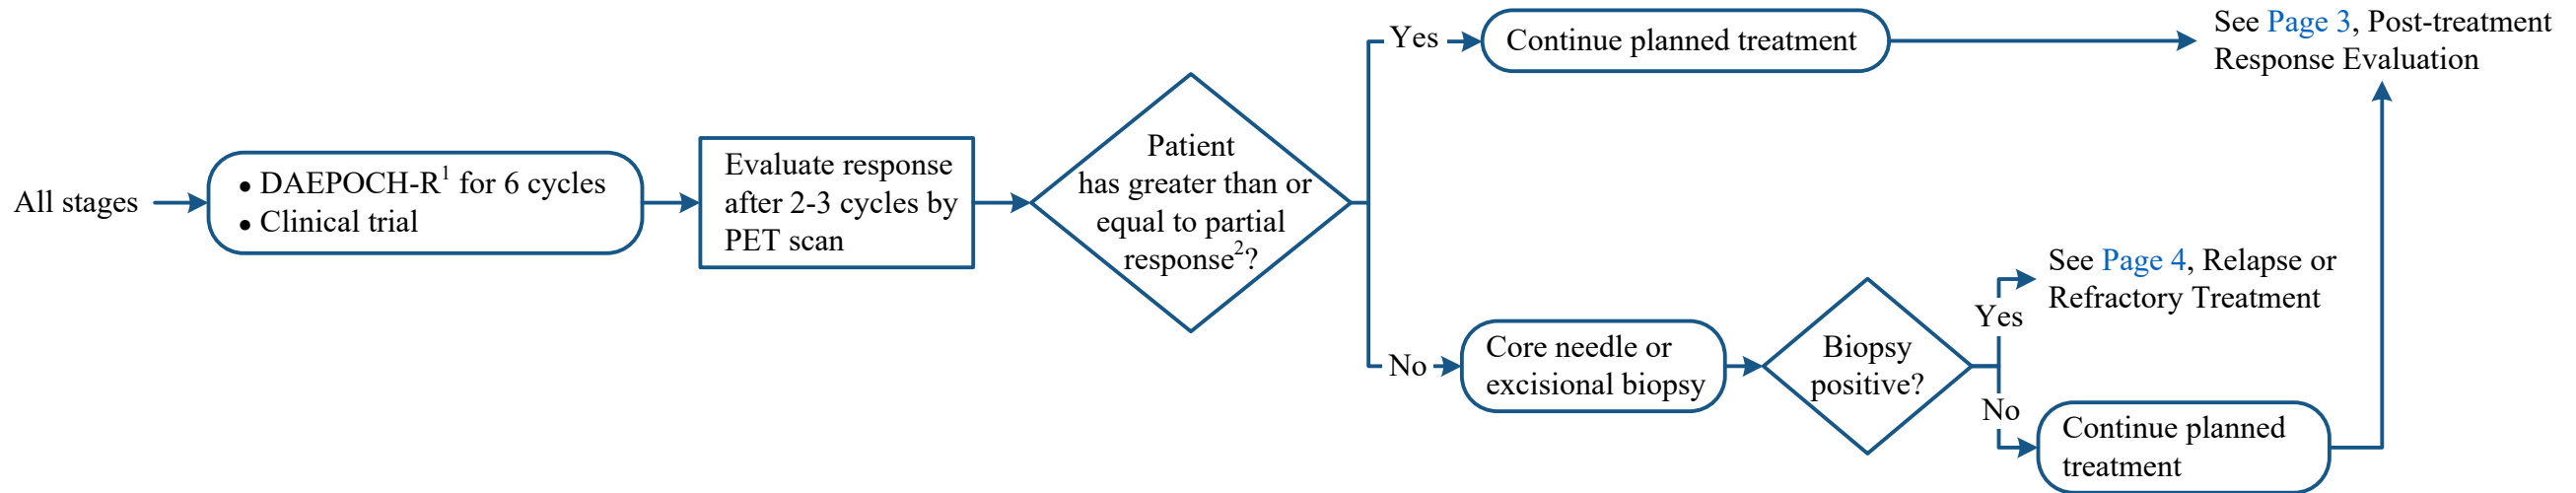 All stages
• DAEPOCH-R1 for 6 cycles
• Clinical trial
Evaluate response
after 2-3 cycles by
PET scan
Patient
has greater than or
equal to partial
response2?
Yes
Continue planned treatment
See Page 3, Post-treatment
Response Evaluation
No
Core needle or
excisional biopsy
Biopsy
positive?
Yes
See Page 4, Relapse or
Refractory Treatment
No
Continue planned
treatment